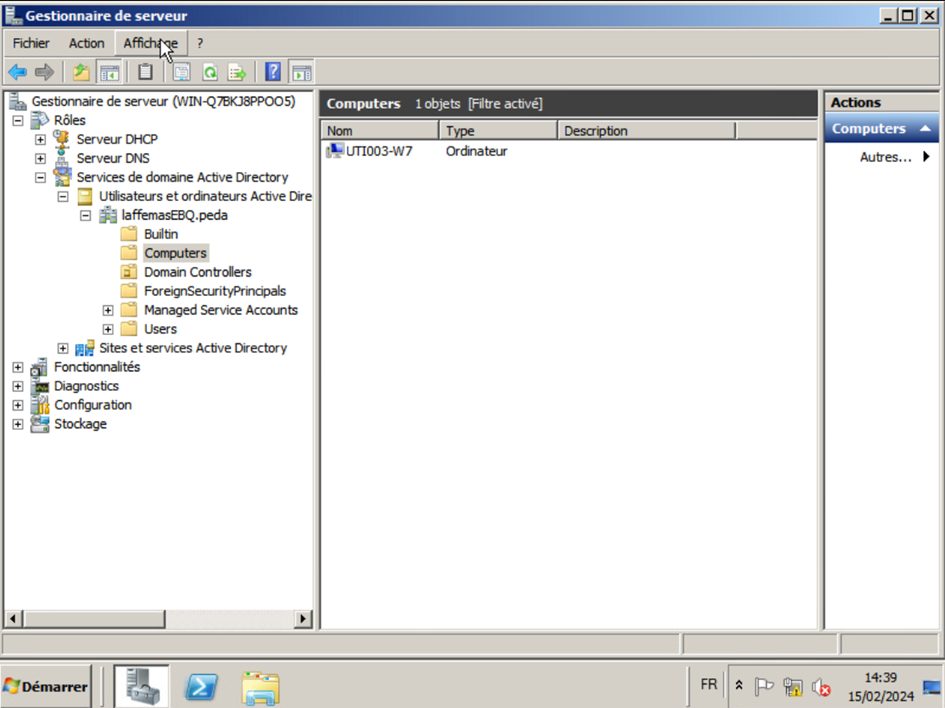 Gestionnaire de serveur
Fichier Action Affichage ?
Gestionnaire de serveur (WIN-Q7BKJ8PPOO5)
Rôles
Serveur DHCP
Serveur DNS
Services de domaine Active Directory
Utilisateurs et ordinateurs Active Dire
laffemasEBQ.peda
Builtin
Computers
Domain Controllers
ForeignSecurityPrincipals
Managed Service Accounts
Users
Sites et services Active Directory
Fonctionnalités
Diagnostics
Configuration
Stockage
Computers 1 objets [Filtre activé]
Nom Type Description
UTI003-W7 Ordinateur
Actions
Computers
Autres...
Démarrer
FR
14:39
15/02/2024